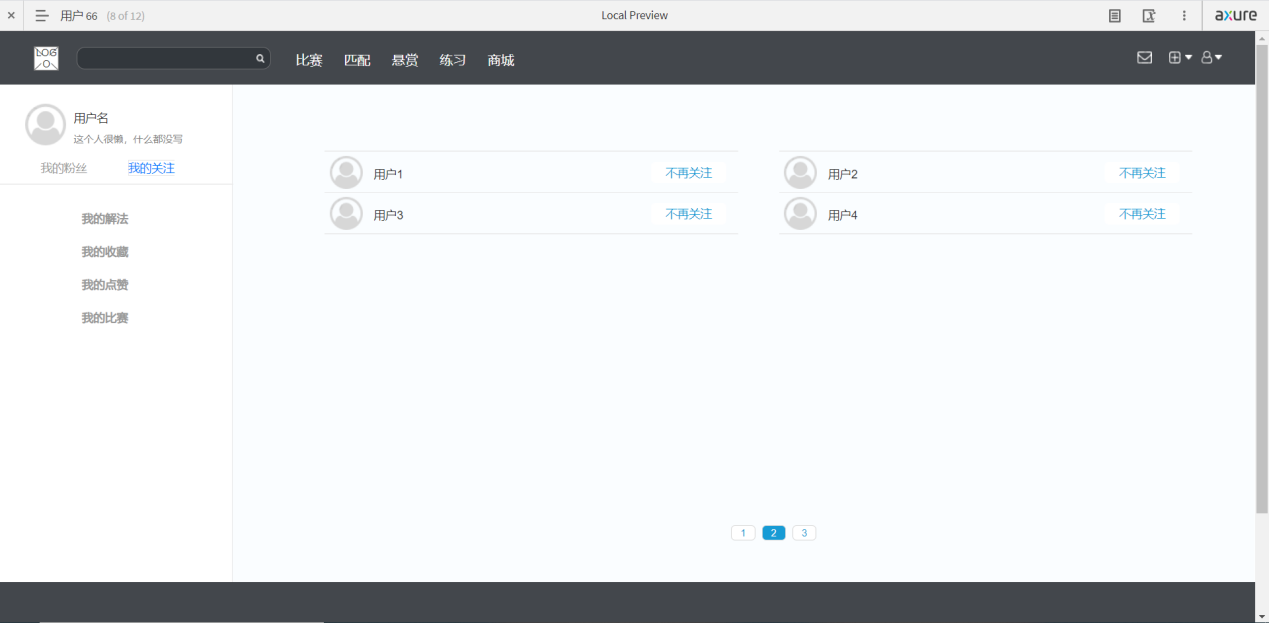 用户 66 (8 of 12) Local Preview axure
LOGO 比赛 匹配 悬赏 练习 商城
用户名
这个人很懒，什么都没写
我的粉丝 我的关注
我的解法
我的收藏
我的点赞
我的比赛
用户1 不再关注 用户2 不再关注
用户3 不再关注 用户4 不再关注
1 2 3